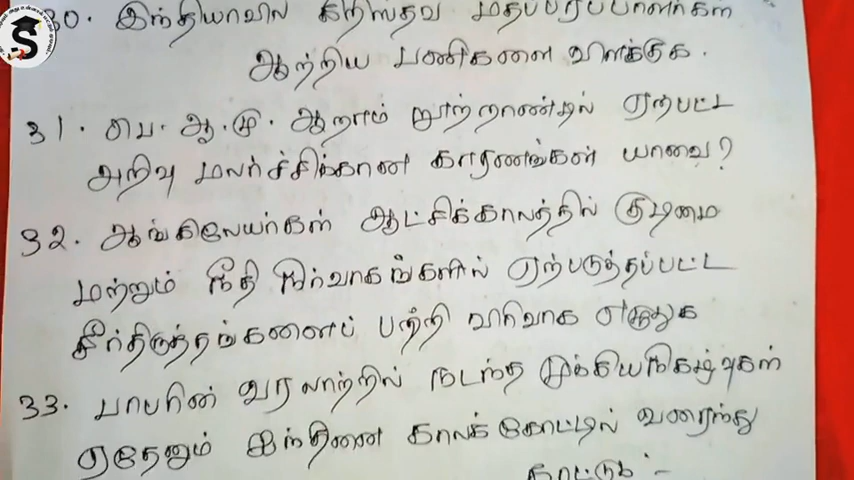 30. இந்தியாவில் கிறிஸ்தவ மதப்பரப்பாளர்கள்
ஆற்றிய பணிகளை விளக்குக.
31. பொ.ஆ.மு. ஆறாம் நூற்றாண்டில் ஏற்பட்ட
அறிவு மலர்ச்சிக்கான காரணங்கள் யாவை?
32. ஆங்கிலேயர்கள் ஆட்சிக்காலத்தில் குடிமை
மற்றும் நீதி நிர்வாகங்களில் ஏற்படுத்தப்பட்ட
சீர்திருத்தங்களைப் பற்றி விரிவாக எழுதுக
33. பாபரின் வரலாற்றில் நடந்த முக்கியநிகழ்வுகள்
ஏதேனும் ஐந்தினை காலக் கோட்டில் வரைந்து
காட்டுக :-